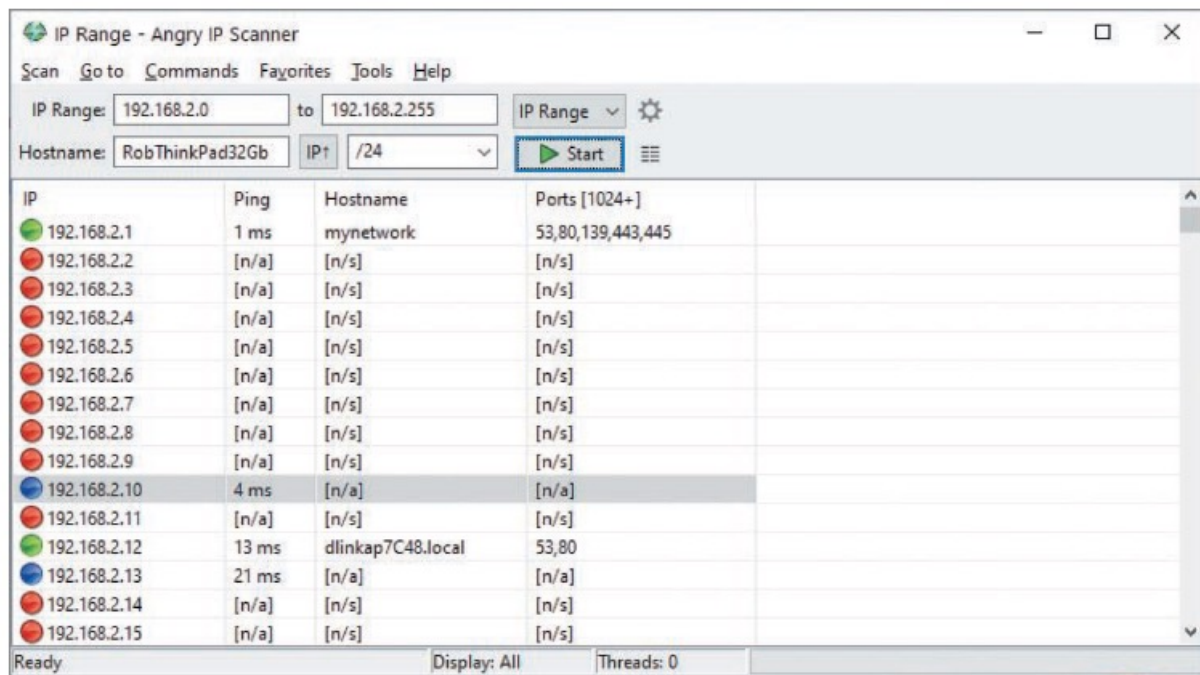 IP Range - Angry IP Scanner
Scan Go to Commands Favorites Tools Help
IP Range: 192.168.2.0 to 192.168.2.255 IP Range
Hostname: RobThinkPad32Gb IP↑ /24 Start
IP Ping Hostname Ports [1024+]
192.168.2.1 1 ms mynetwork 53,80,139,443,445
192.168.2.2 [n/a] [n/s] [n/s]
192.168.2.3 [n/a] [n/s] [n/s]
192.168.2.4 [n/a] [n/s] [n/s]
192.168.2.5 [n/a] [n/s] [n/s]
192.168.2.6 [n/a] [n/s] [n/s]
192.168.2.7 [n/a] [n/s] [n/s]
192.168.2.8 [n/a] [n/s] [n/s]
192.168.2.9 [n/a] [n/s] [n/s]
192.168.2.10 4 ms [n/a] [n/a]
192.168.2.11 [n/a] [n/s] [n/s]
192.168.2.12 13 ms dlinkap7C48.local 53,80
192.168.2.13 21 ms [n/a] [n/a]
192.168.2.14 [n/a] [n/s] [n/s]
192.168.2.15 [n/a] [n/s] [n/s]
Ready Display: All Threads: 0